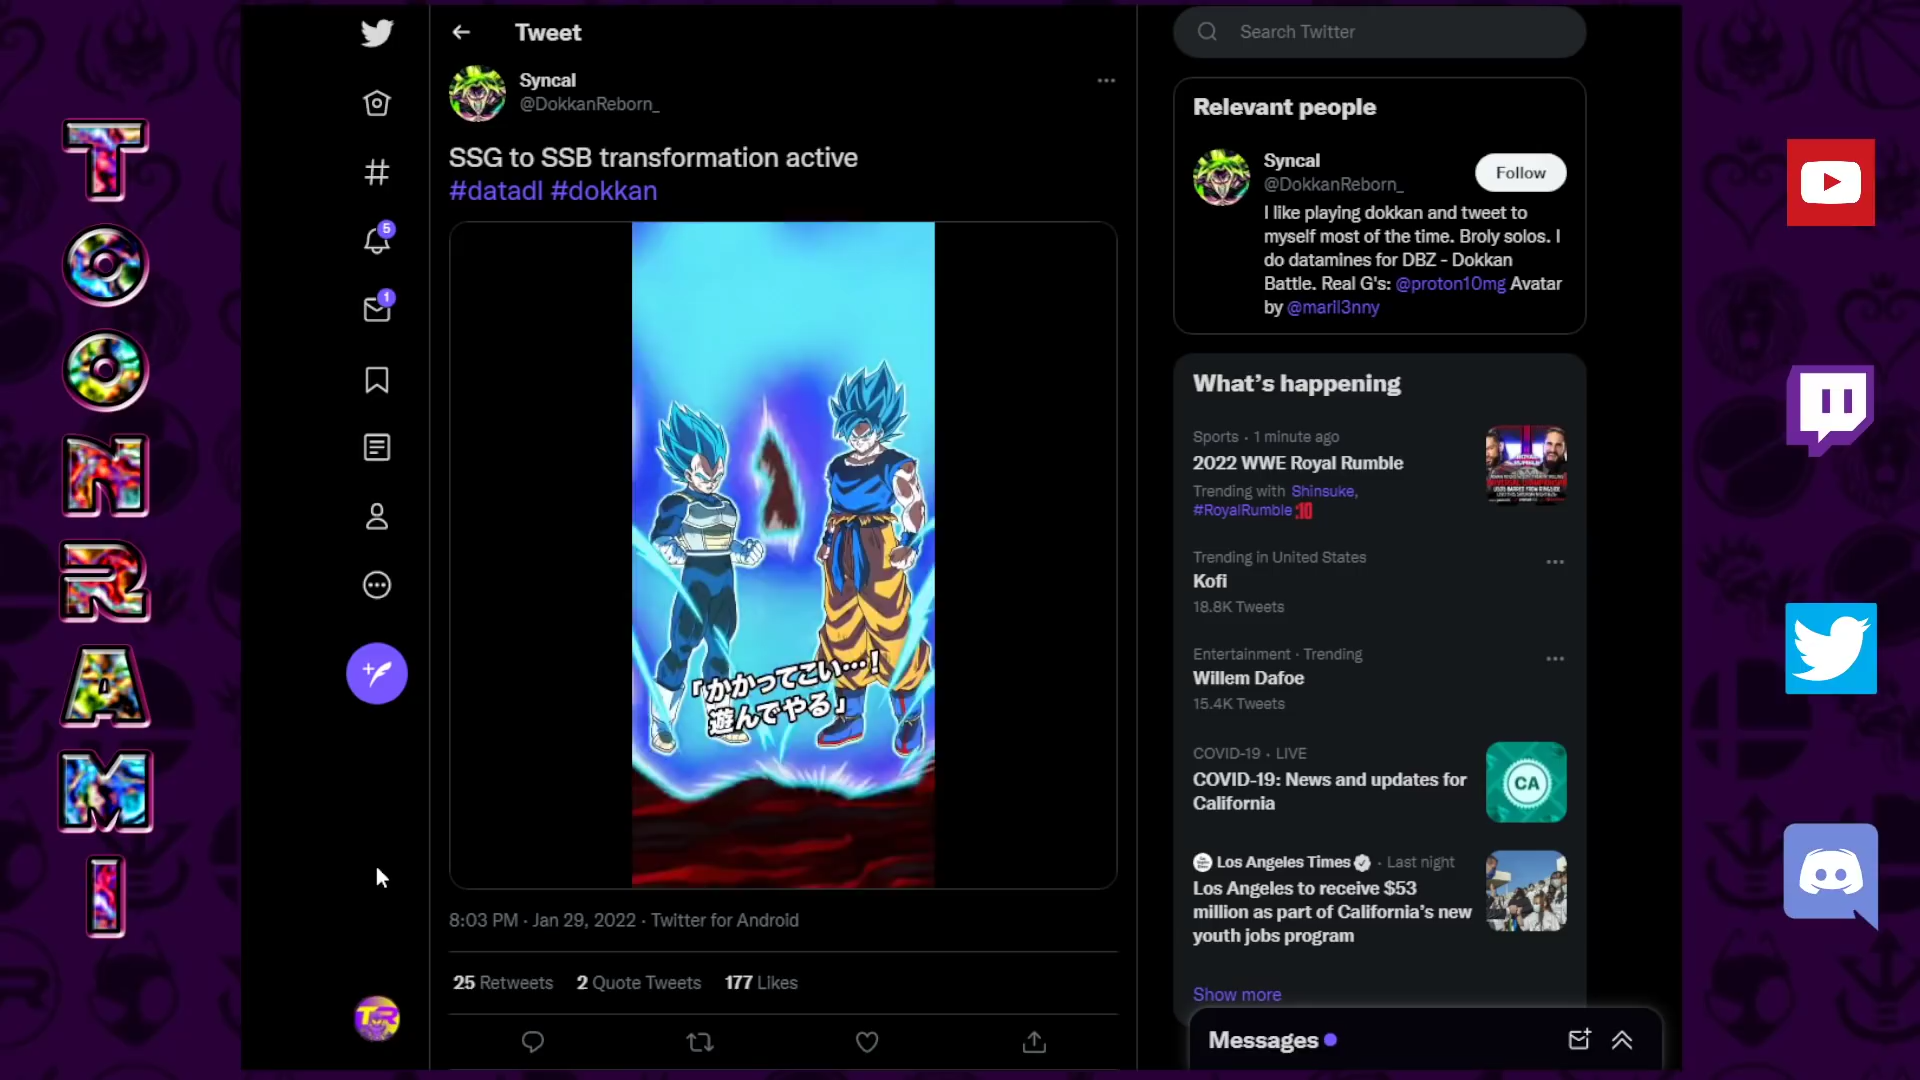 TOONRAMI
Tweet
Syncal
@DokkanReborn_
SSG to SSB transformation active
#datadl #dokkan
5
1
「かかってこい…！
遊んでやる」
8:03 PM · Jan 29, 2022 · Twitter for Android
25 Retweets 2 Quote Tweets 177 Likes
TR
Search Twitter
Relevant people
Syncal
@DokkanReborn_
Follow
I like playing dokkan and tweet to
myself most of the time. Broly solos. I
do datamines for DBZ - Dokkan
Battle. Real G's: @proton10mg Avatar
by @maril3nny
What's happening
Sports · 1 minute ago
2022 WWE Royal Rumble
Trending with Shinsuke,
#RoyalRumble
Trending in United States
Kofi
18.8K Tweets
Entertainment · Trending
Willem Dafoe
15.4K Tweets
COVID-19 · LIVE
COVID-19: News and updates for
California
CA
Los Angeles Times · Last night
Los Angeles to receive $53
million as part of California's new
youth jobs program
Show more
Messages